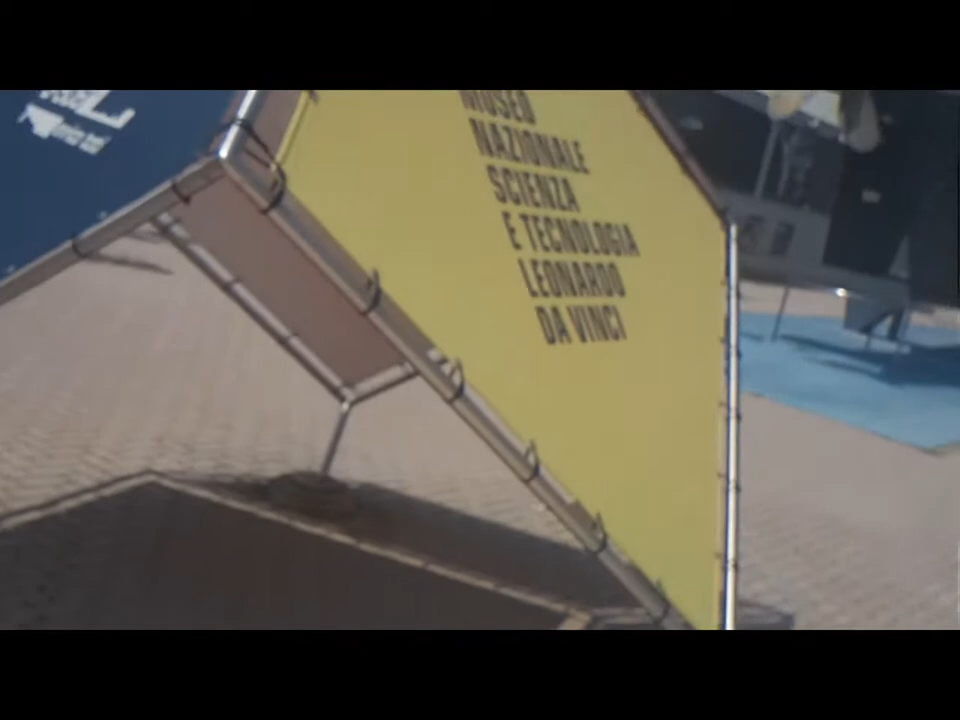 MUSEO
NAZIONALE
SCIENZA
E TECNOLOGIA
LEONARDO
DA VINCI